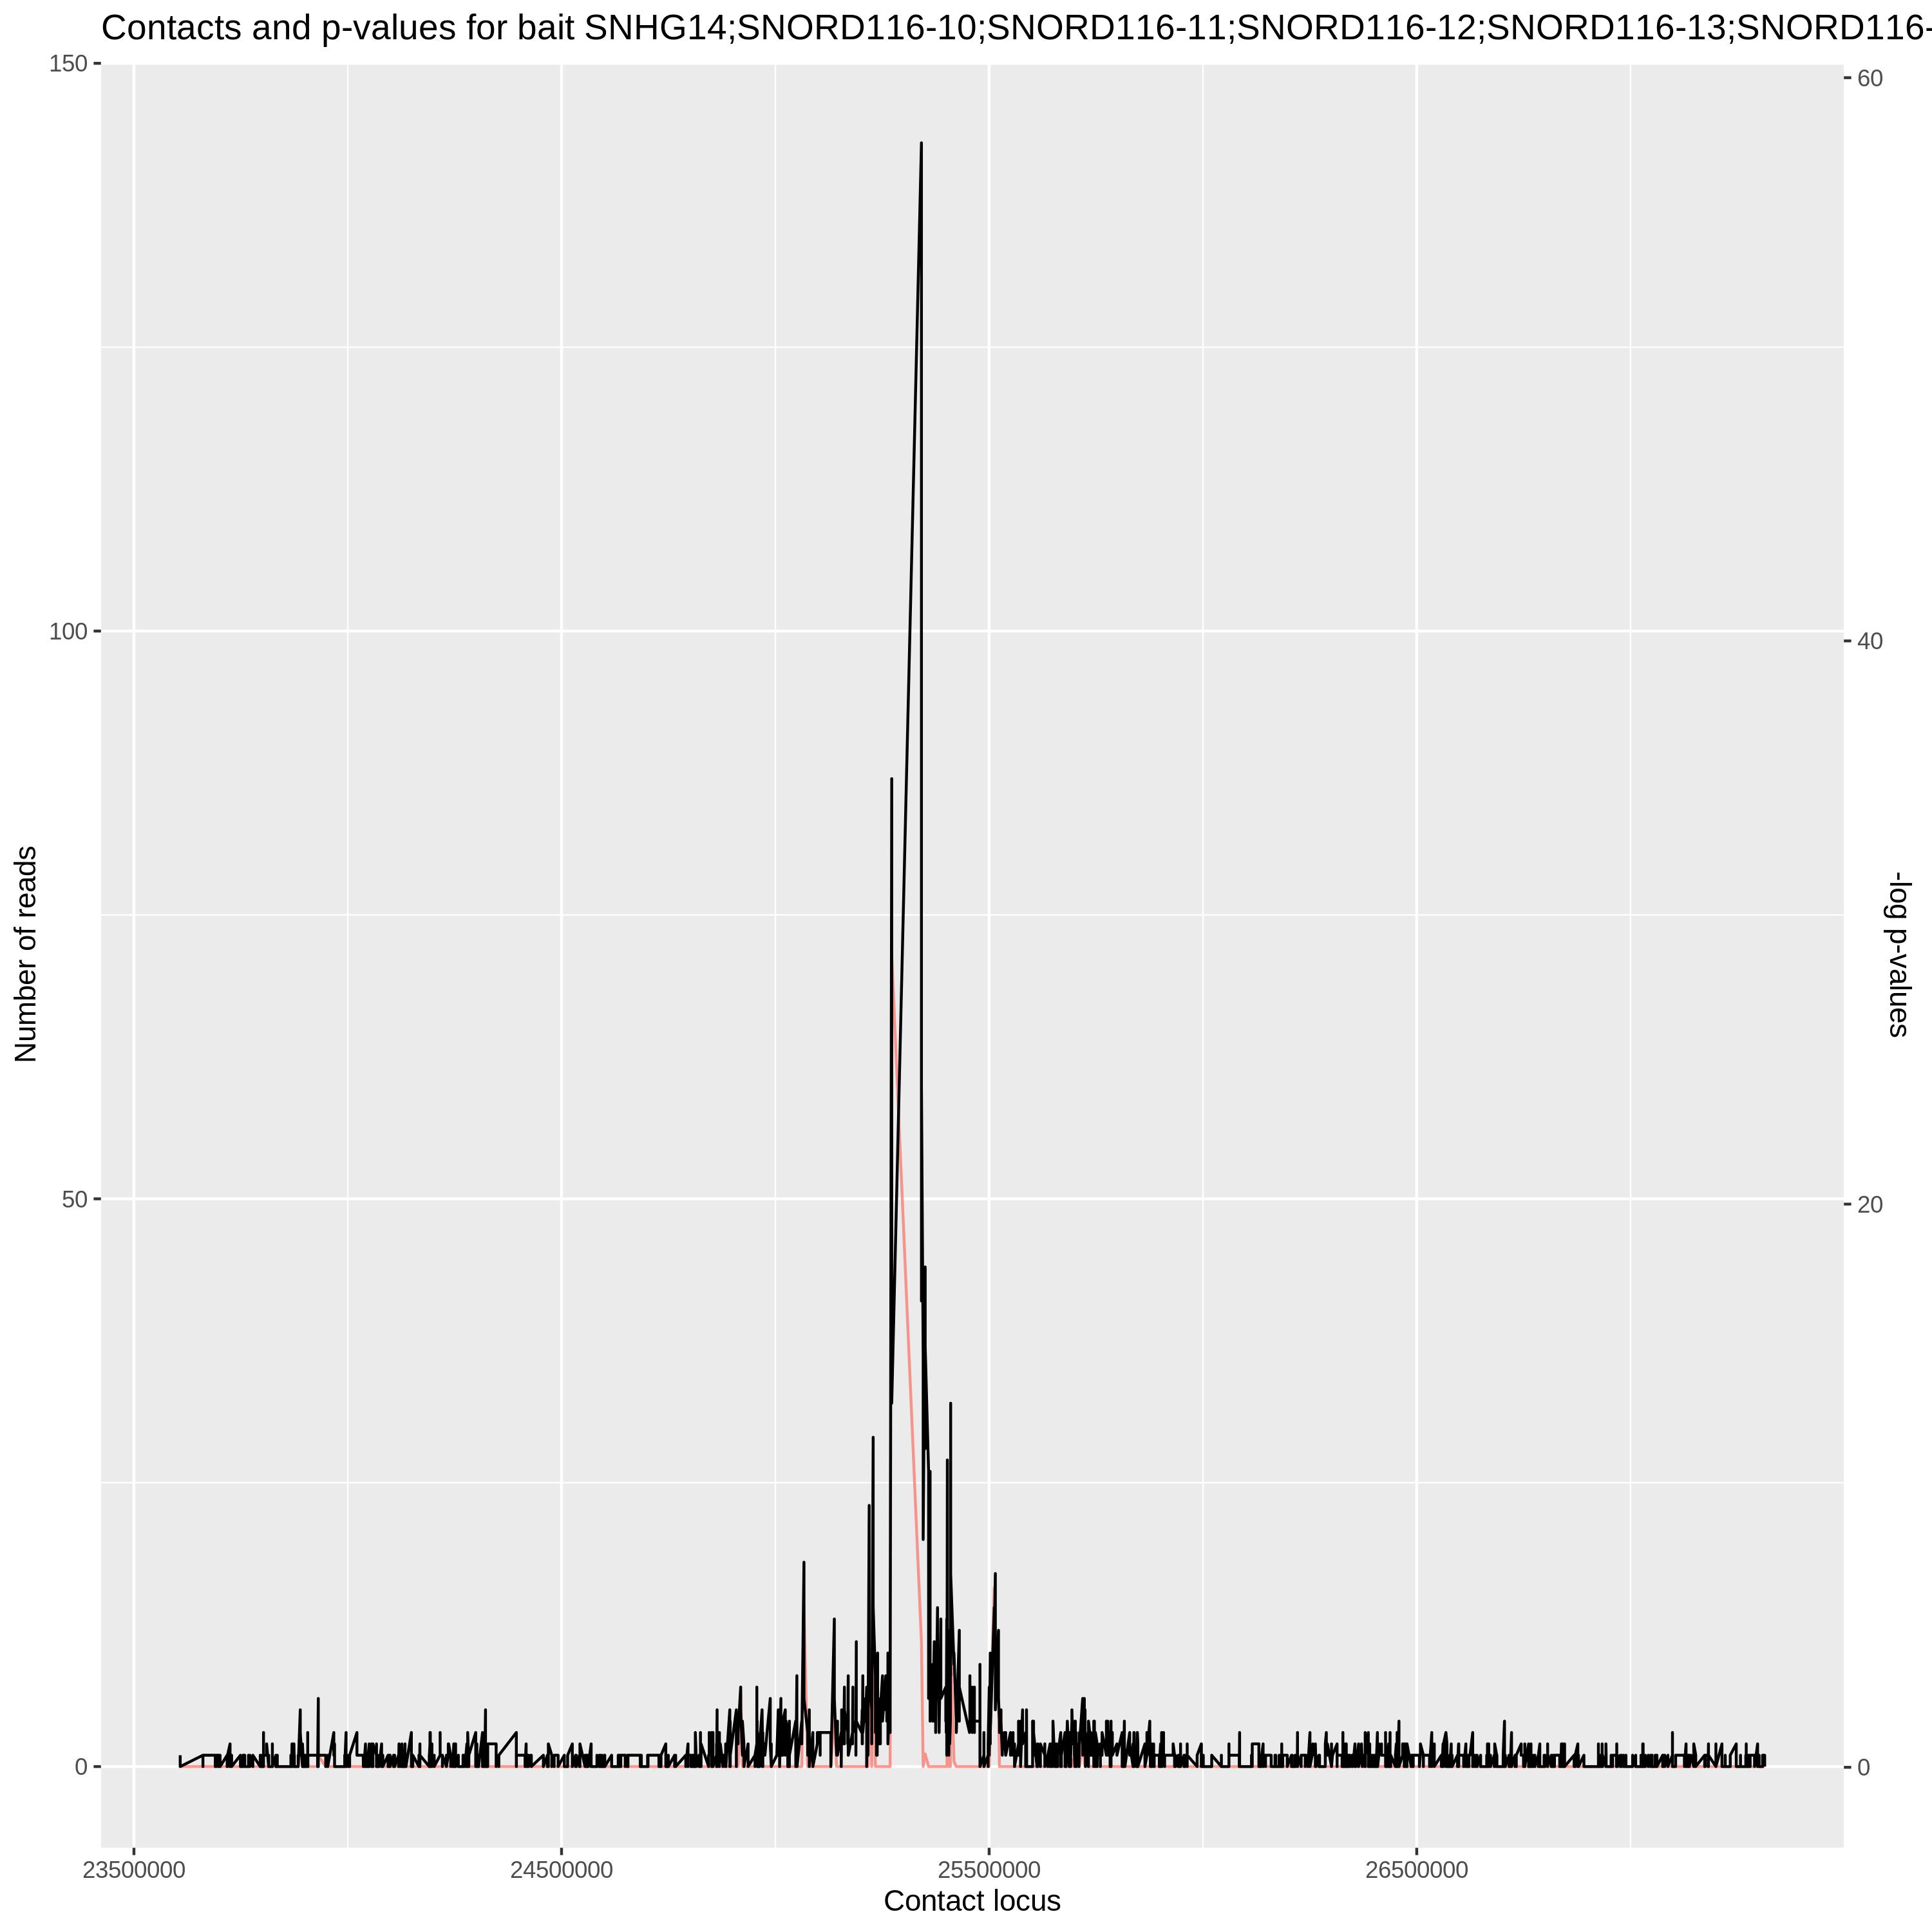 Contacts and p-values for bait SNHG14;SNORD116-10;SNORD116-11;SNORD116-12;SNORD116-13;SNORD116-
150
100
50
0
Number of reads
60
40
20
0
-log p-values
23500000 24500000 25500000 26500000
Contact locus